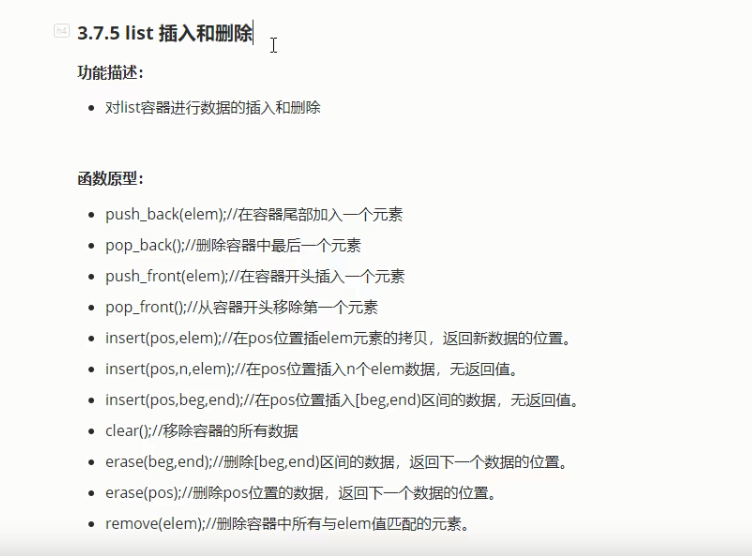 h4
3.7.5 list 插入和删除
功能描述：
对list容器进行数据的插入和删除
函数原型：
push_back(elem);//在容器尾部加入一个元素
pop_back();//删除容器中最后一个元素
push_front(elem);//在容器开头插入一个元素
pop_front();//从容器开头移除第一个元素
insert(pos,elem);//在pos位置插elem元素的拷贝，返回新数据的位置。
insert(pos,n,elem);//在pos位置插入n个elem数据，无返回值。
insert(pos,beg,end);//在pos位置插入[beg,end)区间的数据，无返回值。
clear();//移除容器的所有数据
erase(beg,end);//删除[beg,end)区间的数据，返回下一个数据的位置。
erase(pos);//删除pos位置的数据，返回下一个数据的位置。
remove(elem);//删除容器中所有与elem值匹配的元素。